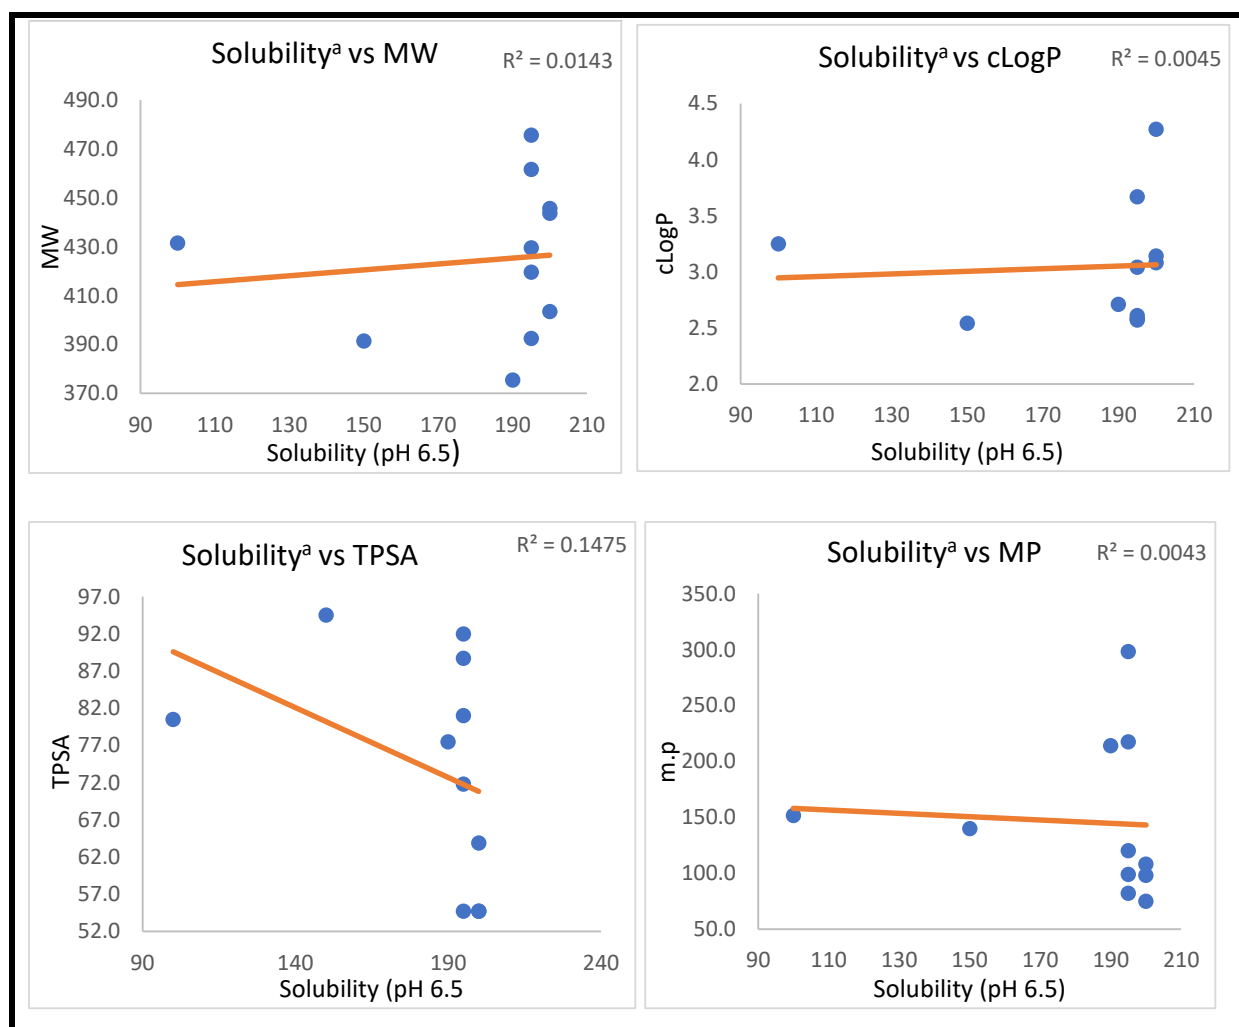 Solubilityᵃ vs MW
R² = 0.0143
490.0
470.0
450.0
430.0
410.0
390.0
370.0
MW
90 110 130 150 170 190 210
Solubility (pH 6.5)
Solubilityᵃ vs cLogP
R² = 0.0045
4.5
4.0
3.5
3.0
2.5
2.0
cLogP
90 110 130 150 170 190 210
Solubility (pH 6.5)
Solubilityᵃ vs TPSA
R² = 0.1475
97.0
92.0
87.0
82.0
77.0
72.0
67.0
62.0
57.0
52.0
TPSA
90 140 190 240
Solubility (pH 6.5
Solubilityᵃ vs MP
R² = 0.0043
350.0
300.0
250.0
200.0
150.0
100.0
50.0
m.p
90 110 130 150 170 190 210
Solubility (pH 6.5)